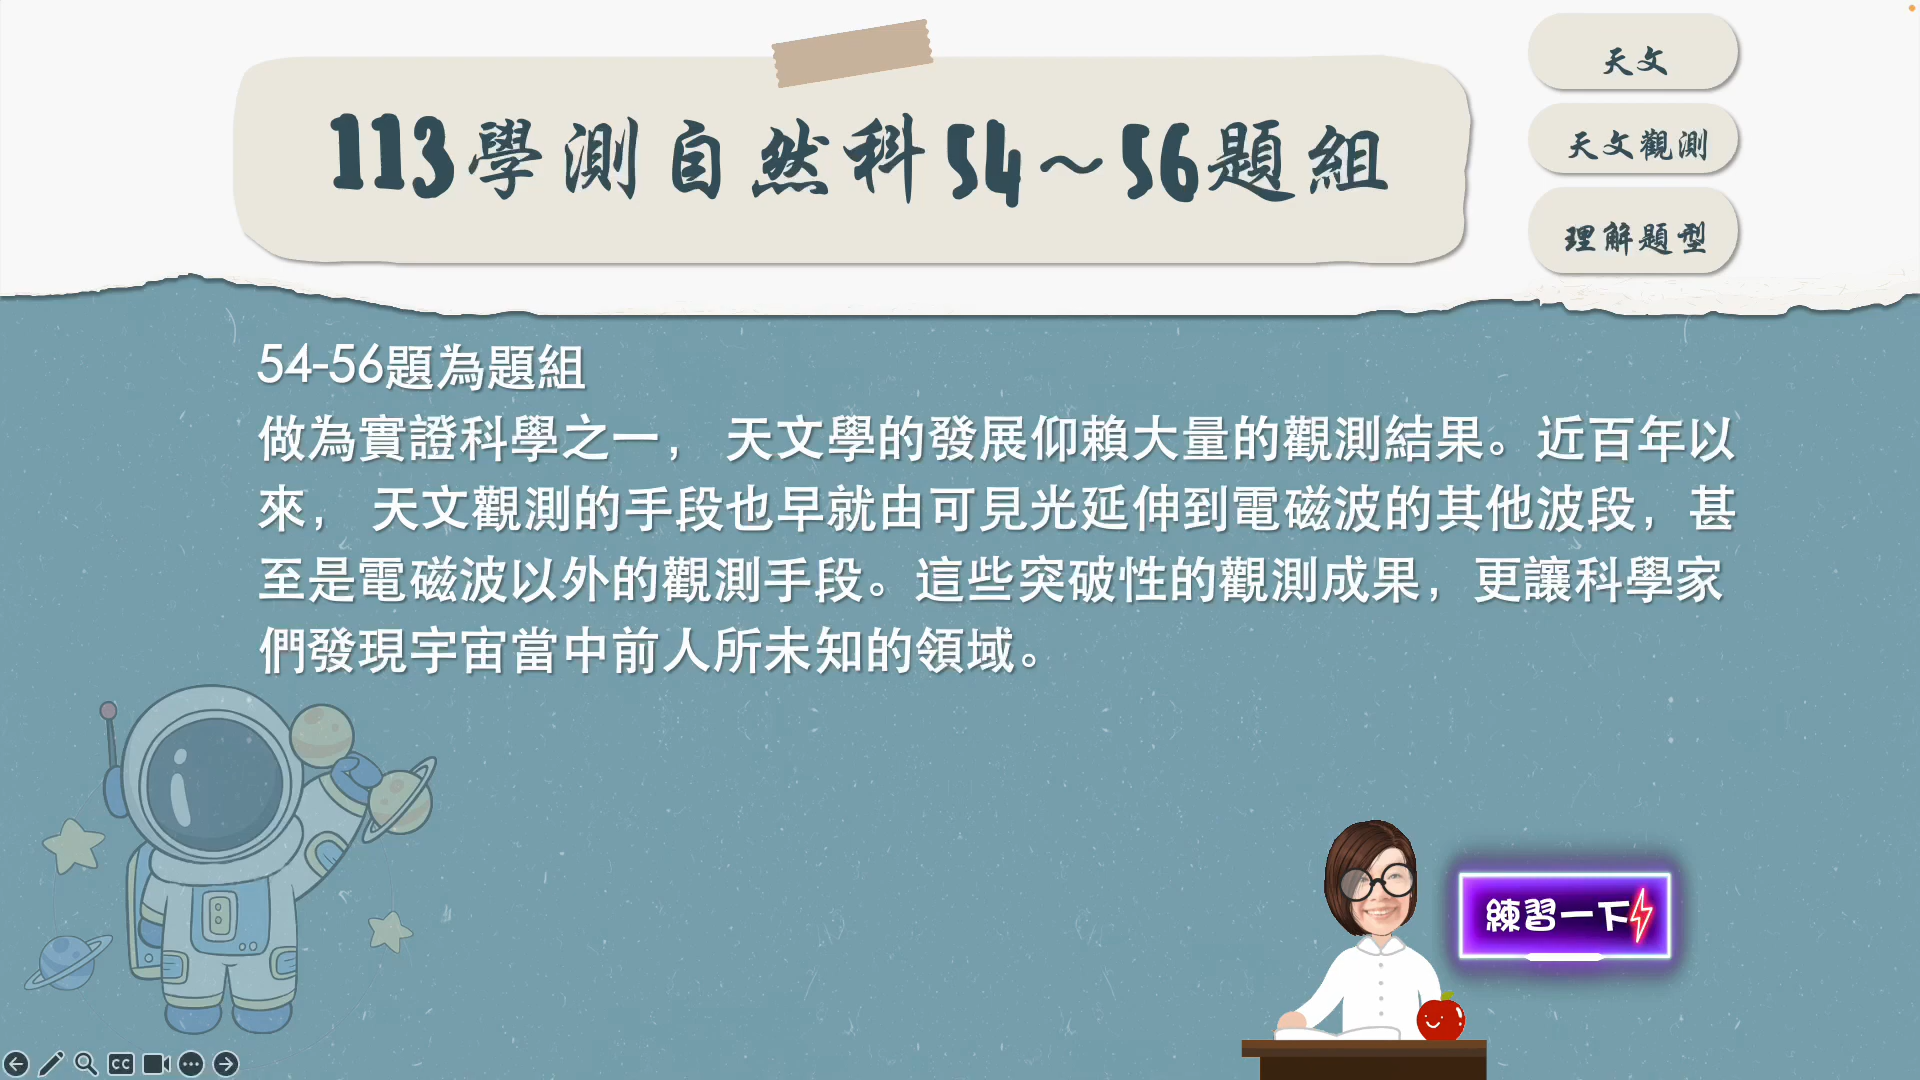 113學測自然科54~56題組
天文
天文觀測
理解題型
54-56題為題組
做為實證科學之一， 天文學的發展仰賴大量的觀測結果。近百年以
來， 天文觀測的手段也早就由可見光延伸到電磁波的其他波段，甚
至是電磁波以外的觀測手段。這些突破性的觀測成果，更讓科學家
們發現宇宙當中前人所未知的領域。
練習一下
CC